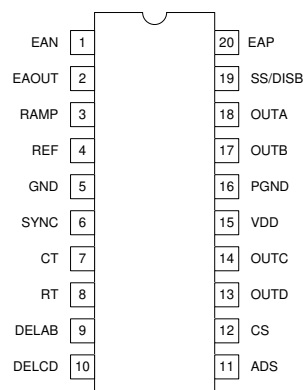 EAN 1 20 EAP
EAOUT 2 19 SS/DISB
RAMP 3 18 OUTA
REF 4 17 OUTB
GND 5 16 PGND
SYNC 6 15 VDD
CT 7 14 OUTC
RT 8 13 OUTD
DELAB 9 12 CS
DELCD 10 11 ADS